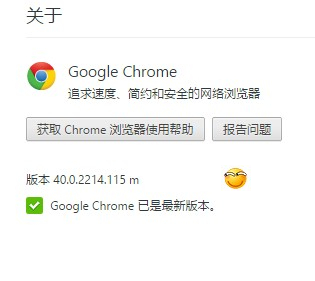 关于
Google Chrome
追求速度、简约和安全的网络浏览器
获取 Chrome 浏览器使用帮助 报告问题
版本 40.0.2214.115 m
Google Chrome 已是最新版本。